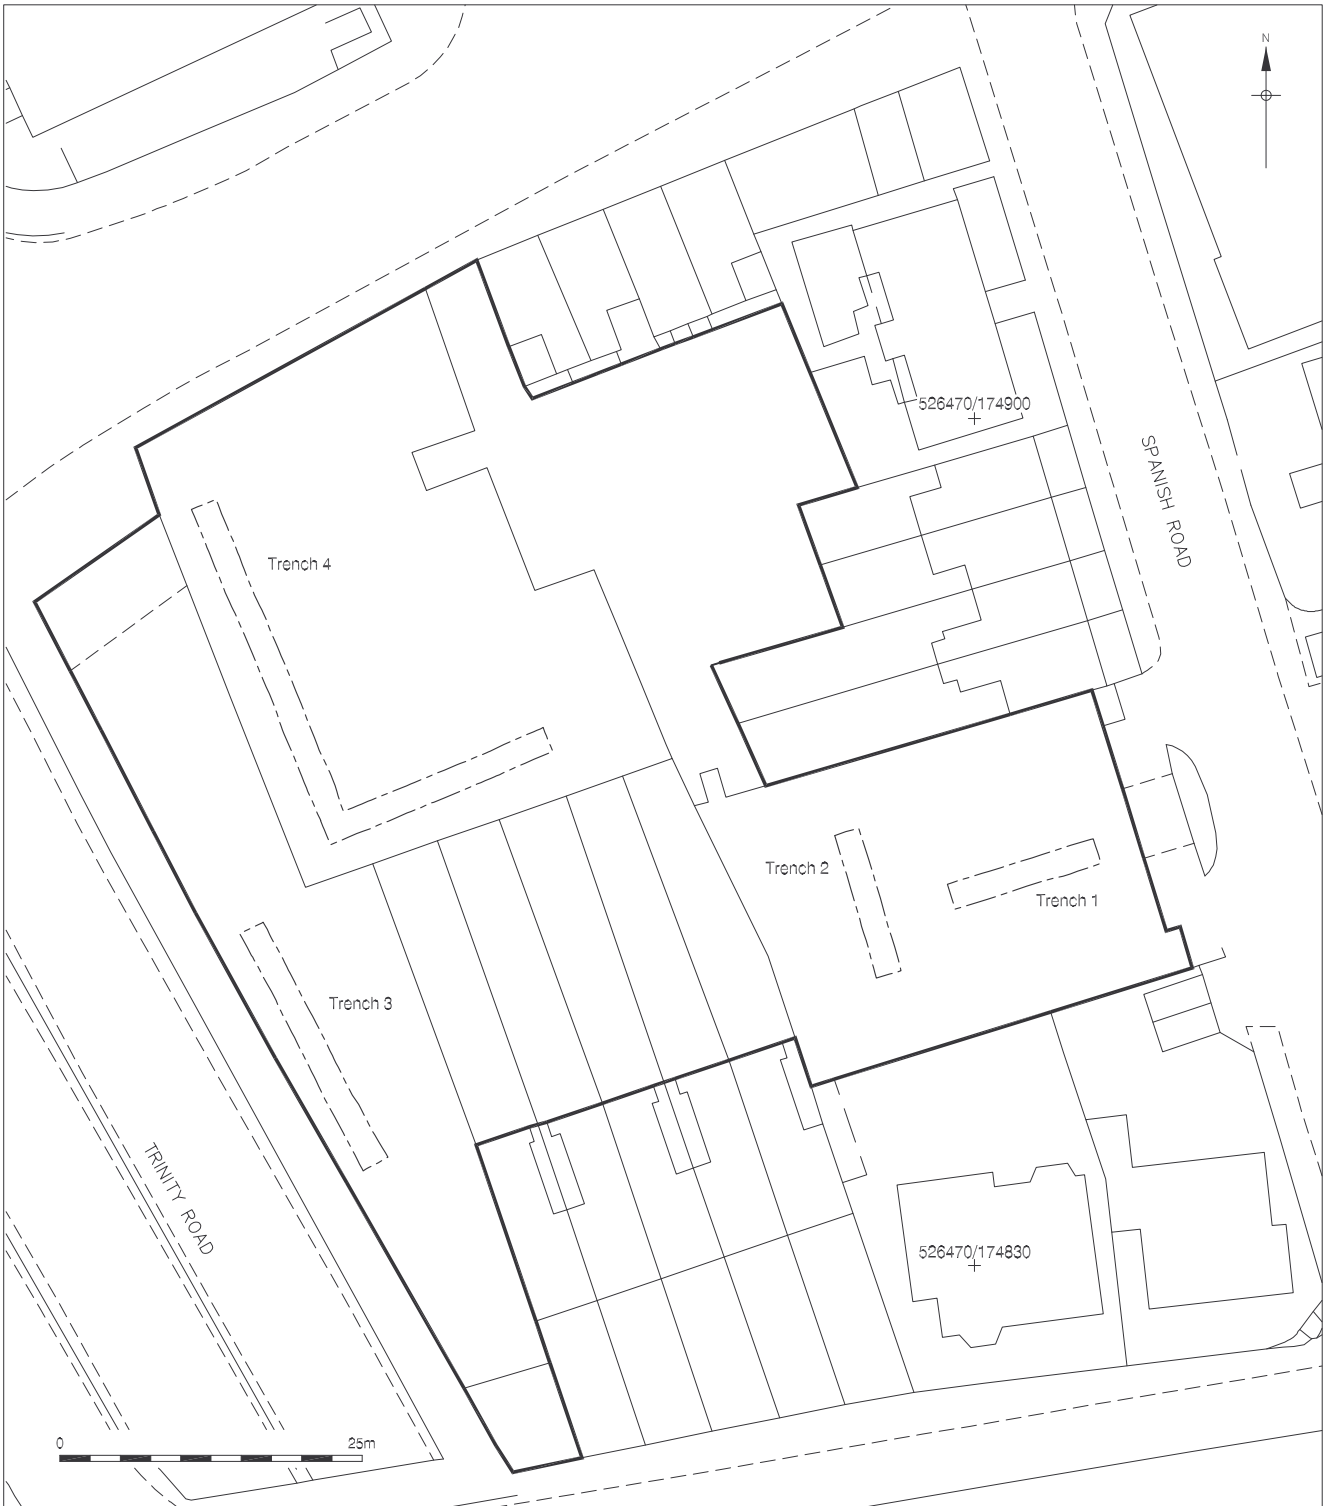 N
526470/174900
SPANISH ROAD
Trench 4
Trench 2
Trench 1
Trench 3
TRINITY ROAD
526470/174830
0 25m